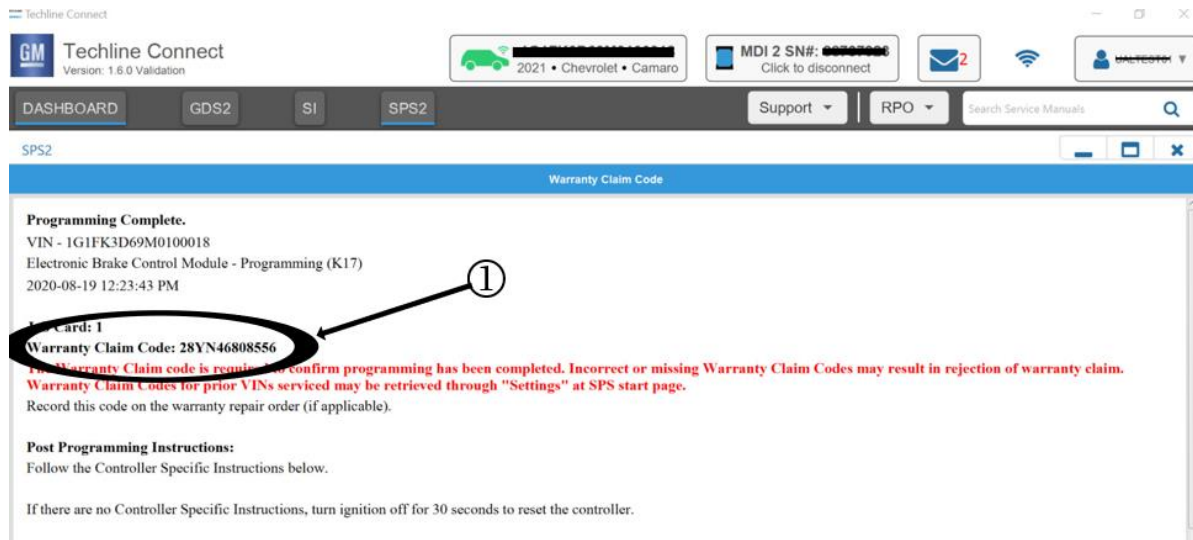 Techline Connect
GM
Techline Connect
Version: 1.6.0 Validation
2021 • Chevrolet • Camaro
MDI 2 SN#:
Click to disconnect
2
DASHBOARD
GDS2
SI
SPS2
Support
RPO
Search Service Manuals
SPS2
Warranty Claim Code
Programming Complete.
VIN - 1G1FK3D69M0100018
Electronic Brake Control Module - Programming (K17)
2020-08-19 12:23:43 PM
1
Card: 1
Warranty Claim Code: 28YN46808556
The Warranty Claim code is required to confirm programming has been completed. Incorrect or missing Warranty Claim Codes may result in rejection of warranty claim.
Warranty Claim Codes for prior VINs serviced may be retrieved through "Settings" at SPS start page.
Record this code on the warranty repair order (if applicable).
Post Programming Instructions:
Follow the Controller Specific Instructions below.
If there are no Controller Specific Instructions, turn ignition off for 30 seconds to reset the controller.